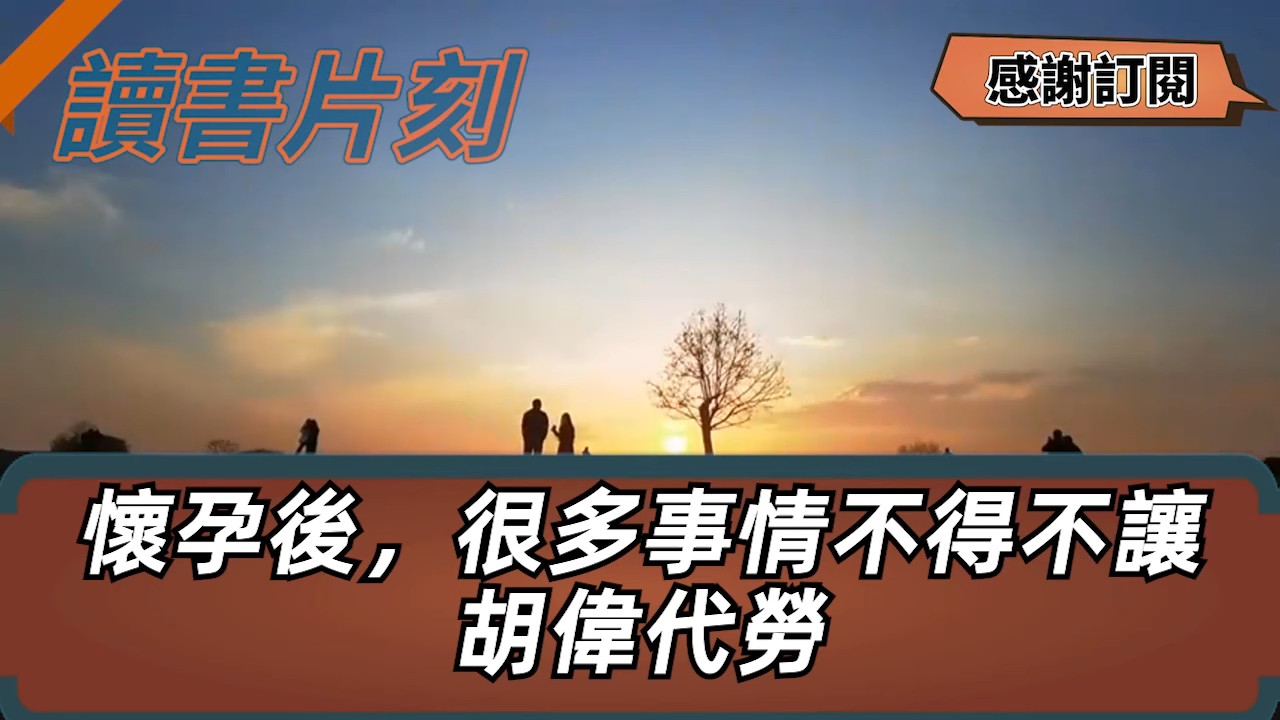 讀書片刻
感謝訂閱
懷孕後，很多事情不得不讓
胡偉代勞